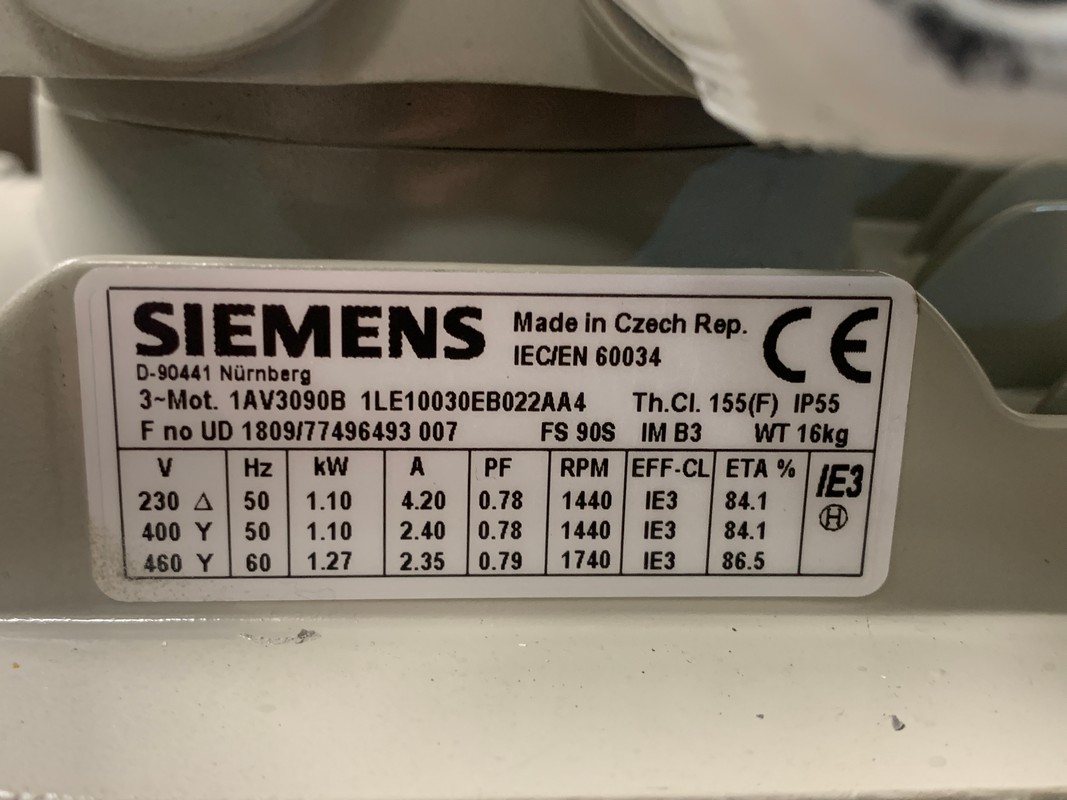 SIEMENS
Made in Czech Rep.
IEC/EN 60034
CE
D-90441 Nürnberg
3~Mot. 1AV3090B 1LE10030EB022AA4 Th.Cl. 155(F) IP55
F no UD 1809/77496493 007 FS 90S IM B3 WT 16kg
V Hz kW A PF RPM EFF-CL ETA % IE3
230 Δ 50 1.10 4.20 0.78 1440 IE3 84.1
400 Y 50 1.10 2.40 0.78 1440 IE3 84.1
460 Y 60 1.27 2.35 0.79 1740 IE3 86.5
H